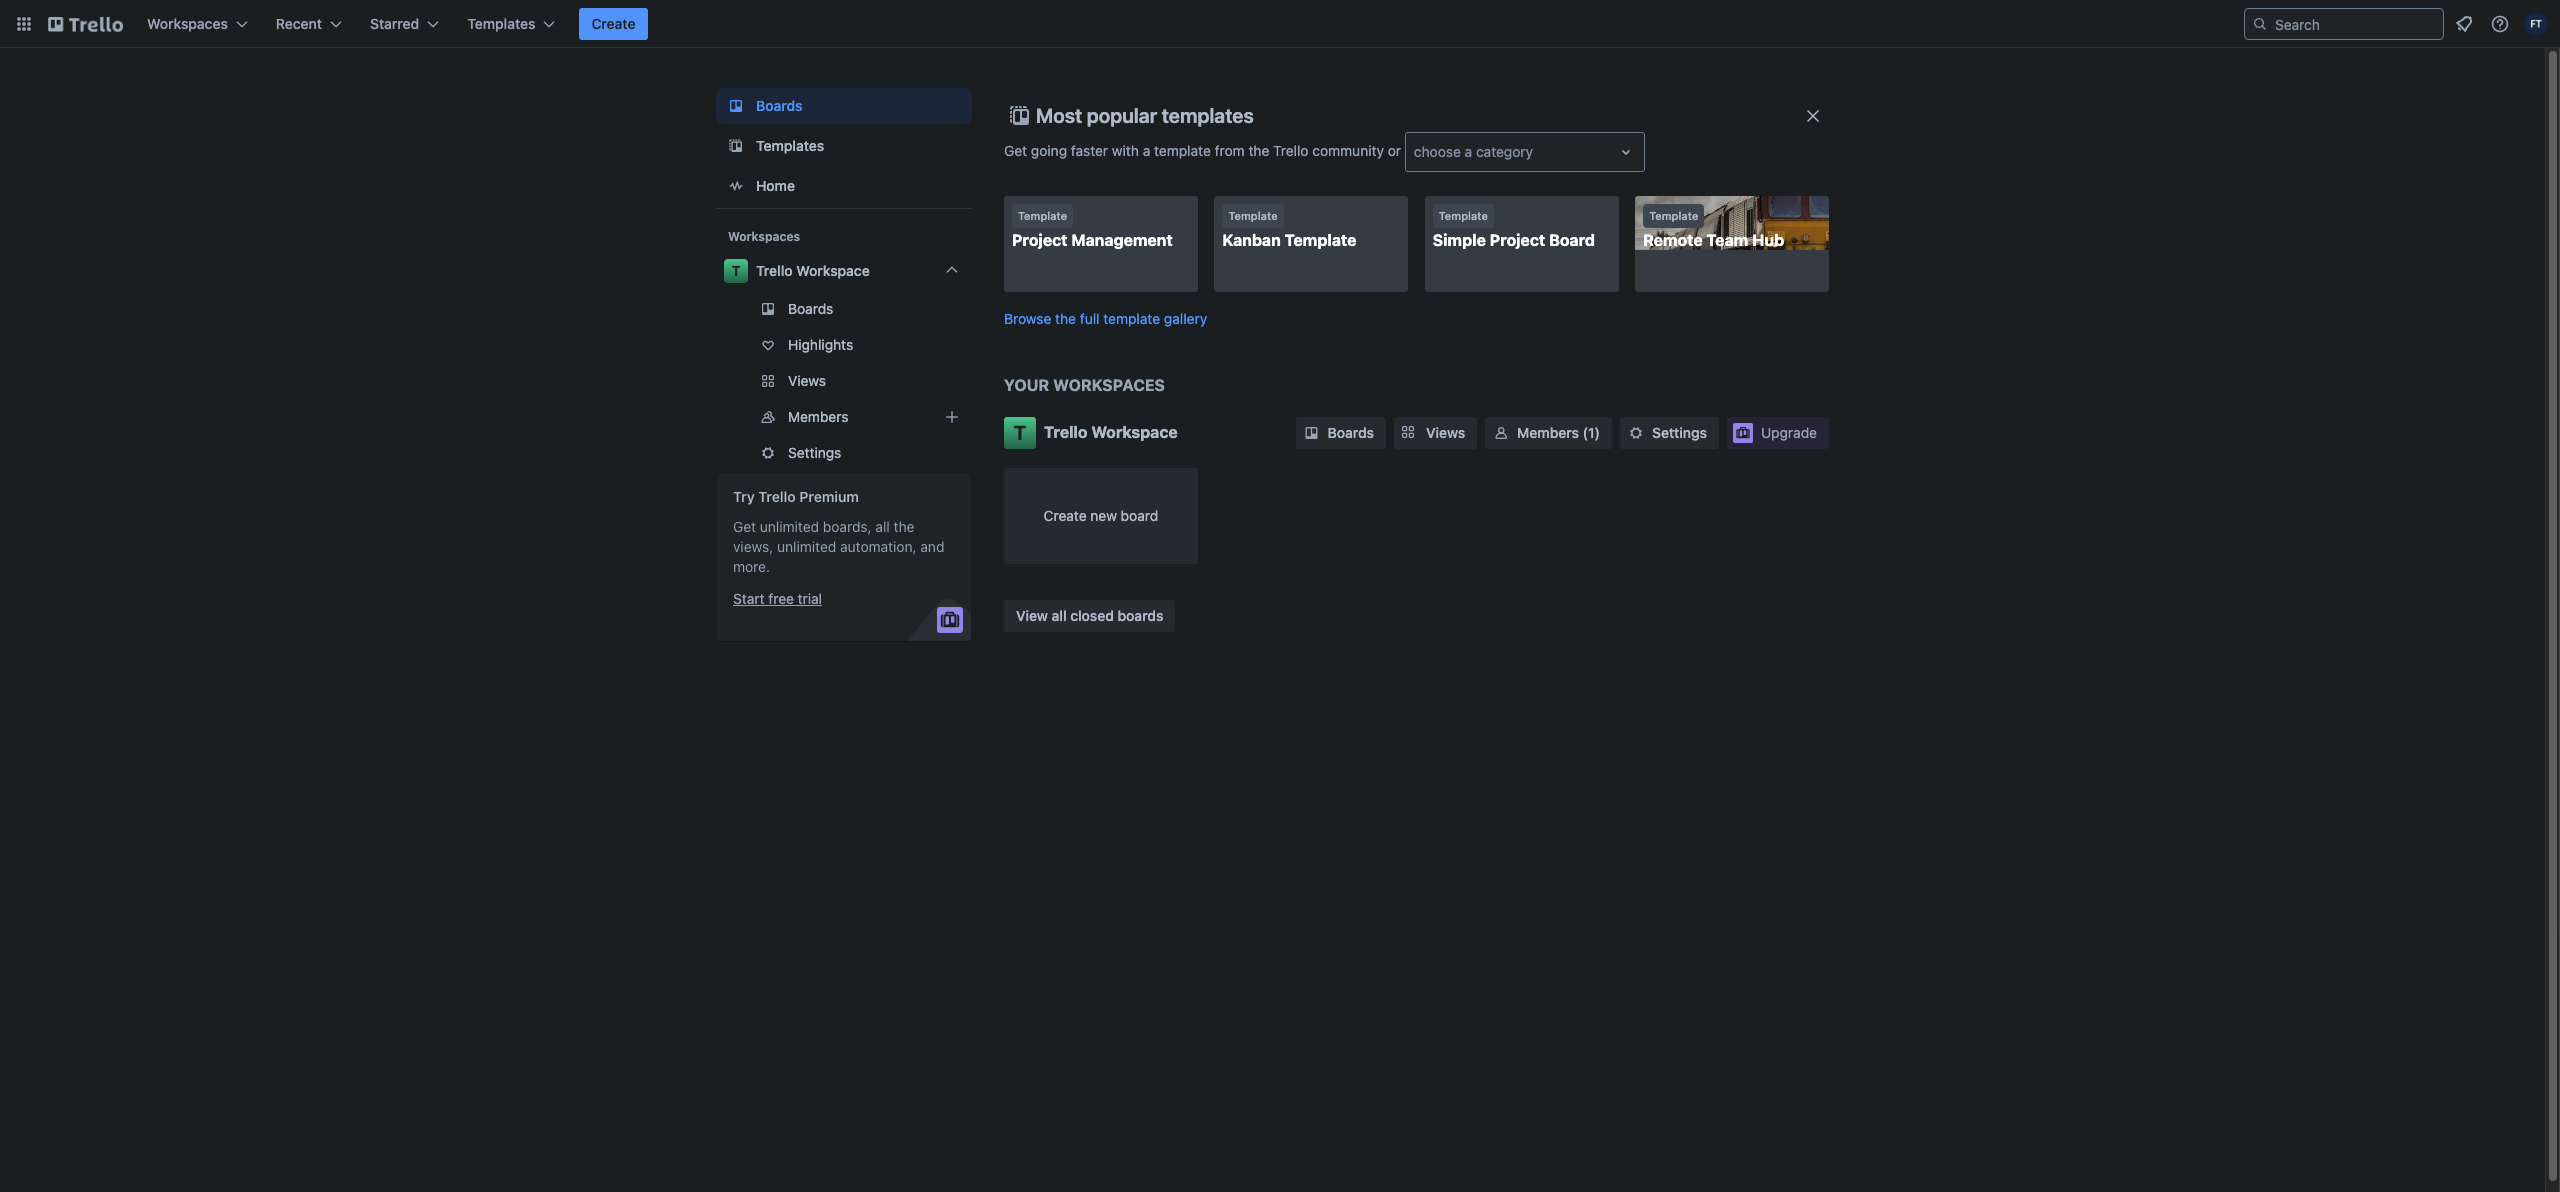 Trello
Workspaces
Recent
Starred
Templates
Create
Search
FT
Boards
Templates
Home
Workspaces
T
Trello Workspace
Boards
Highlights
Views
Members
Settings
Try Trello Premium
Get unlimited boards, all the
views, unlimited automation, and
more.
Start free trial
Most popular templates
Get going faster with a template from the Trello community or
choose a category
Template
Project Management
Template
Kanban Template
Template
Simple Project Board
Template
Remote Team Hub
Browse the full template gallery
YOUR WORKSPACES
T
Trello Workspace
Boards
Views
Members (1)
Settings
Upgrade
Create new board
View all closed boards